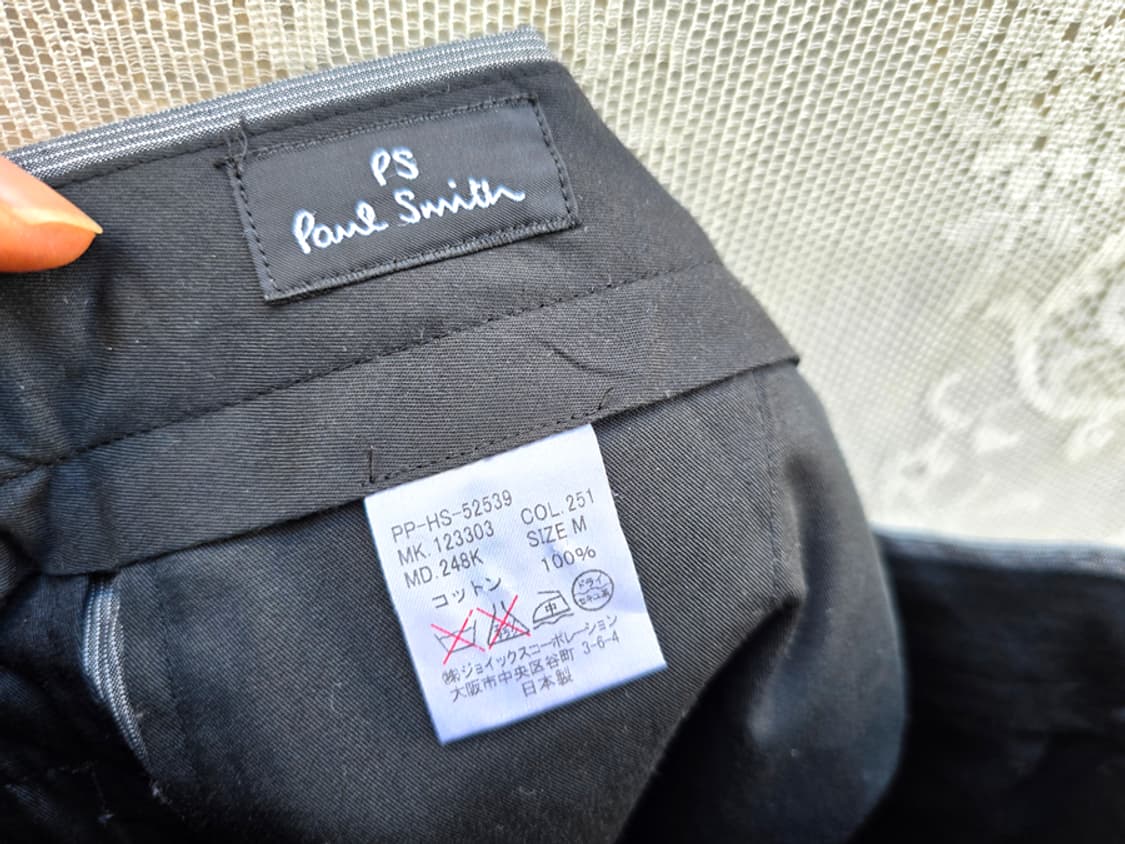 PS
Paul Smith
PP-HS-52539
MK.123303 COL.251
MD.248K SIZE M
コットン 100%
中 ドライ
セキユ系
㈱ジョイックスコーポレーション
大阪市中央区谷町 3-6-4
日本製